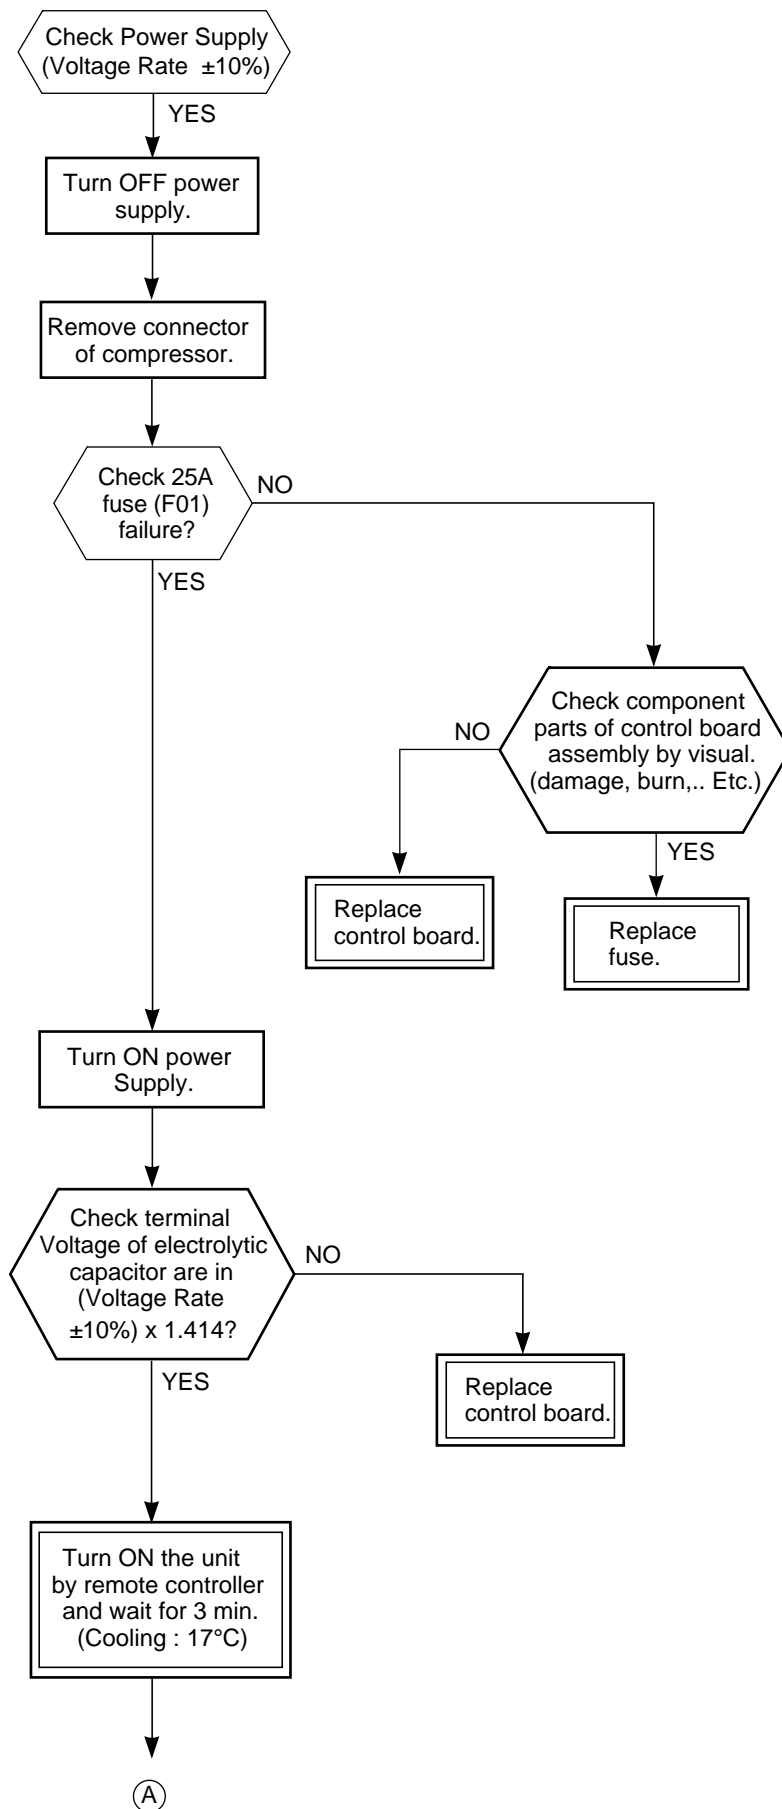 Check Power Supply
(Voltage Rate ±10%)
YES
Turn OFF power
supply.
Remove connector
of compressor.
Check 25A
fuse (F01)
failure?
NO
YES
Check component
parts of control board
assembly by visual.
(damage, burn,.. Etc.)
NO
YES
Replace
control board.
Replace
fuse.
Turn ON power
Supply.
Check terminal
Voltage of electrolytic
capacitor are in
(Voltage Rate
±10%) x 1.414?
NO
YES
Replace
control board.
Turn ON the unit
by remote controller
and wait for 3 min.
(Cooling : 17°C)
A